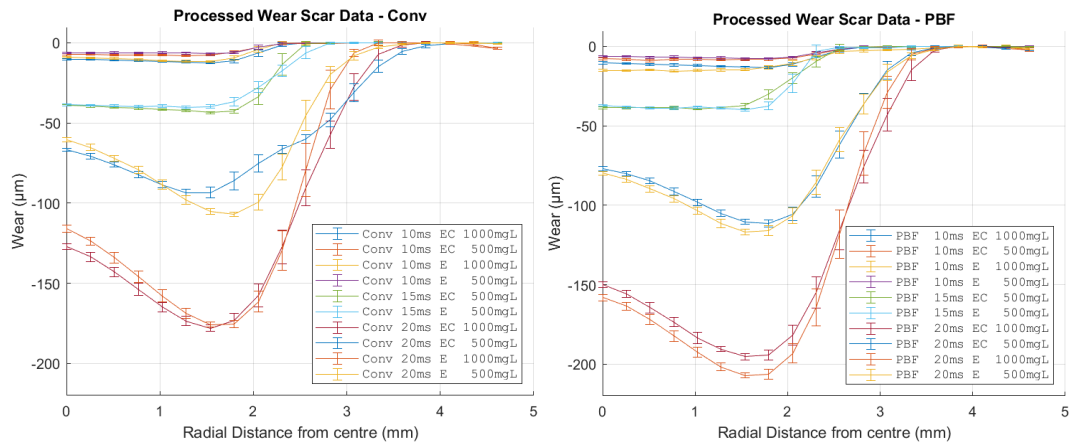 Processed Wear Scar Data - Conv
0
-50
-100
-150
-200
Wear (µm)
Conv 10ms EC 1000mgL
Conv 10ms EC 500mgL
Conv 10ms E 1000mgL
Conv 10ms E 500mgL
Conv 15ms EC 500mgL
Conv 15ms E 500mgL
Conv 20ms EC 1000mgL
Conv 20ms EC 500mgL
Conv 20ms E 1000mgL
Conv 20ms E 500mgL
0 1 2 3 4 5
Radial Distance from centre (mm)
Processed Wear Scar Data - PBF
0
-50
-100
-150
-200
Wear (µm)
PBF 10ms EC 1000mgL
PBF 10ms EC 500mgL
PBF 10ms E 1000mgL
PBF 10ms E 500mgL
PBF 15ms EC 500mgL
PBF 15ms E 500mgL
PBF 20ms EC 1000mgL
PBF 20ms EC 500mgL
PBF 20ms E 1000mgL
PBF 20ms E 500mgL
0 1 2 3 4 5
Radial Distance from centre (mm)